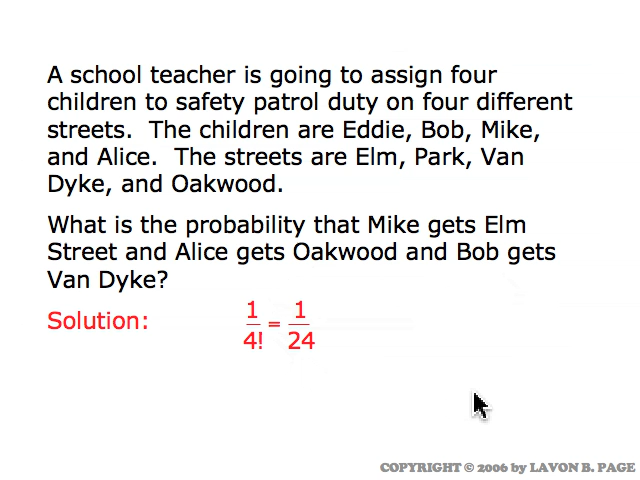 A school teacher is going to assign four
children to safety patrol duty on four different
streets.  The children are Eddie, Bob, Mike,
and Alice.  The streets are Elm, Park, Van
Dyke, and Oakwood.
What is the probability that Mike gets Elm
Street and Alice gets Oakwood and Bob gets
Van Dyke?
Solution: 1/4! = 1/24
COPYRIGHT © 2006 by LAVON B. PAGE